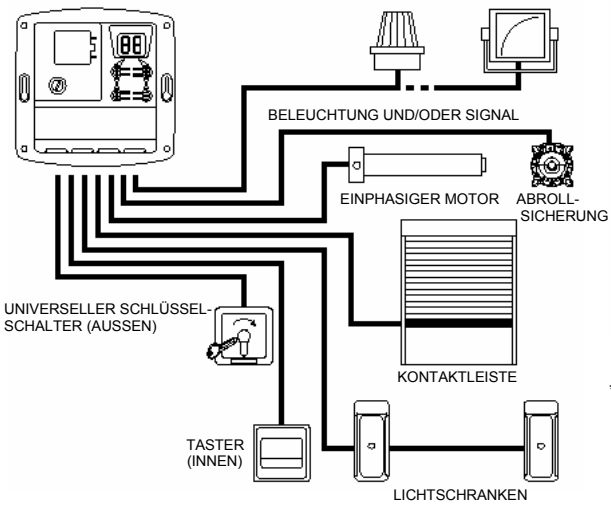 88
BELEUCHTUNG UND/ODER SIGNAL
EINPHASIGER MOTOR
ABROLL-
SICHERUNG
UNIVERSELLER SCHLÜSSEL-
SCHALTER (AUSSEN)
KONTAKTLEISTE
TASTER
(INNEN)
LICHTSCHRANKEN